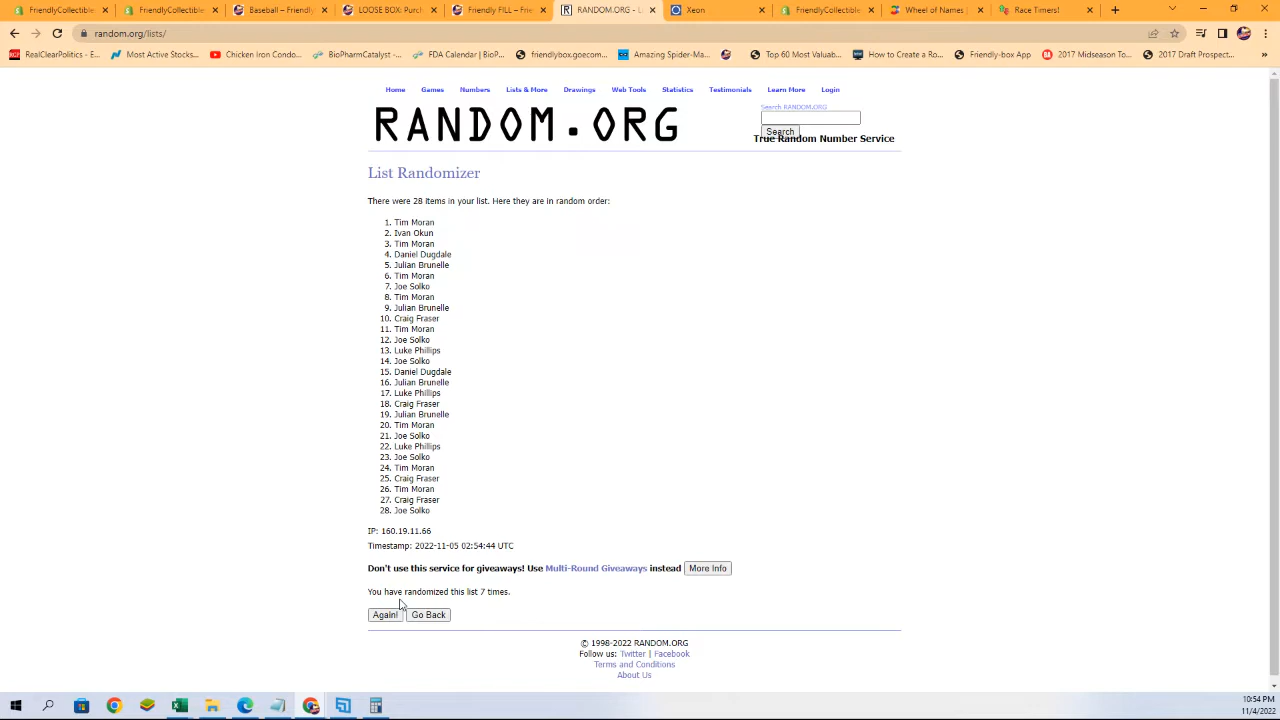 FriendlyCollectible
FriendlyCollectible
Baseball – Friendly
LOOSE BOX: Purch
Friendly FILL – Frie
RANDOM.ORG - Li
Xeon
FriendlyCollectible
Wheel of Names |
Race Timers!
random.org/lists/
RealClearPolitics - E...
Most Active Stocks...
Chicken Iron Condo...
BioPharmCatalyst -...
FDA Calendar | BioP...
friendlybox.goecom...
Amazing Spider-Ma...
Top 60 Most Valuab...
How to Create a Ro...
Friendly-box App
2017 Midseason To...
2017 Draft Prospect...
Home Games Numbers Lists & More Drawings Web Tools Statistics Testimonials Learn More Login
Search RANDOM.ORG
RANDOM.ORG
Search
True Random Number Service
List Randomizer
There were 28 items in your list. Here they are in random order:
1. Tim Moran
2. Ivan Okun
3. Tim Moran
4. Daniel Dugdale
5. Julian Brunelle
6. Tim Moran
7. Joe Solko
8. Tim Moran
9. Julian Brunelle
10. Craig Fraser
11. Tim Moran
12. Joe Solko
13. Luke Phillips
14. Joe Solko
15. Daniel Dugdale
16. Julian Brunelle
17. Luke Phillips
18. Craig Fraser
19. Julian Brunelle
20. Tim Moran
21. Joe Solko
22. Luke Phillips
23. Joe Solko
24. Tim Moran
25. Craig Fraser
26. Tim Moran
27. Craig Fraser
28. Joe Solko
IP: 160.19.11.66
Timestamp: 2022-11-05 02:54:44 UTC
Don't use this service for giveaways! Use Multi-Round Giveaways instead More Info
You have randomized this list 7 times.
Again! Go Back
© 1998-2022 RANDOM.ORG
Follow us: Twitter | Facebook
Terms and Conditions
About Us
10:54 PM
11/4/2022